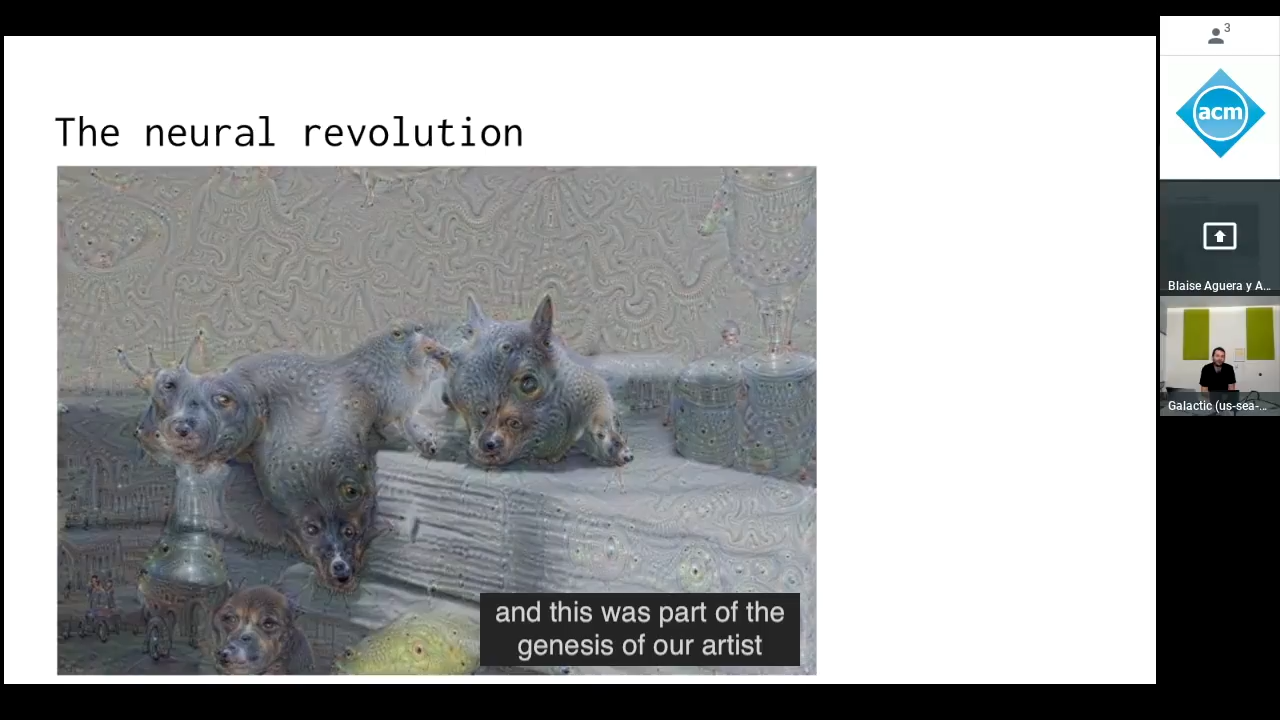 The neural revolution
and this was part of the
genesis of our artist
3
acm
Blaise Aguera y A...
Galactic (us-sea-...